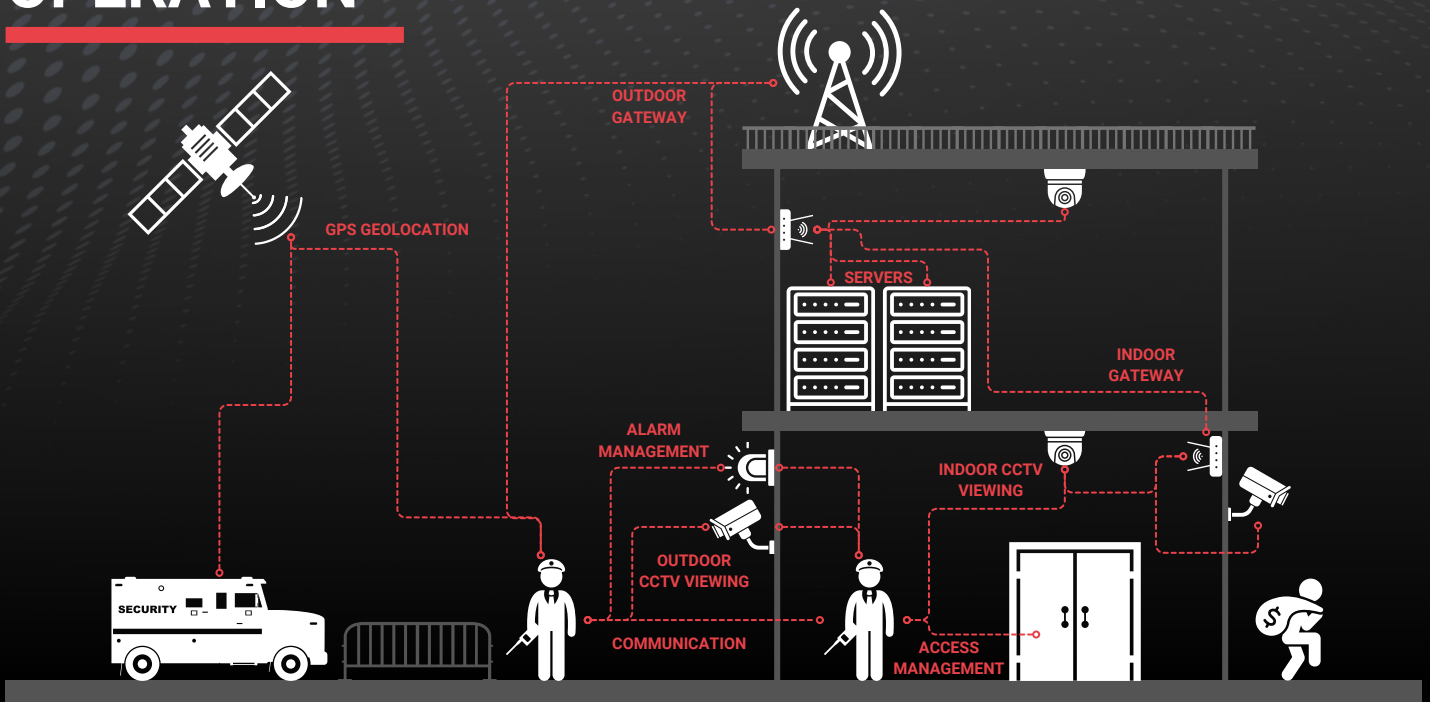 OPERATION
OUTDOOR
GATEWAY
GPS GEOLOCATION
SERVERS
INDOOR
GATEWAY
ALARM
MANAGEMENT
INDOOR CCTV
VIEWING
OUTDOOR
CCTV VIEWING
SECURITY
$
COMMUNICATION
ACCESS
MANAGEMENT